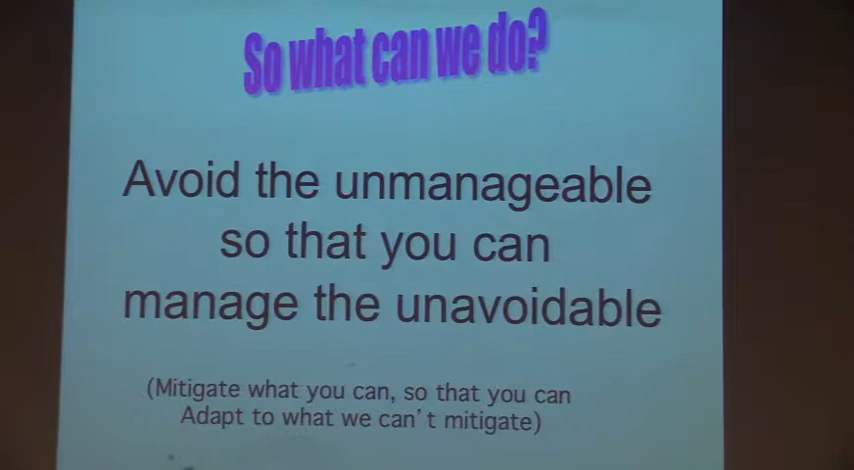 So what can we do?
Avoid the unmanageable
so that you can
manage the unavoidable
(Mitigate what you can, so that you can
Adapt to what we can't mitigate)